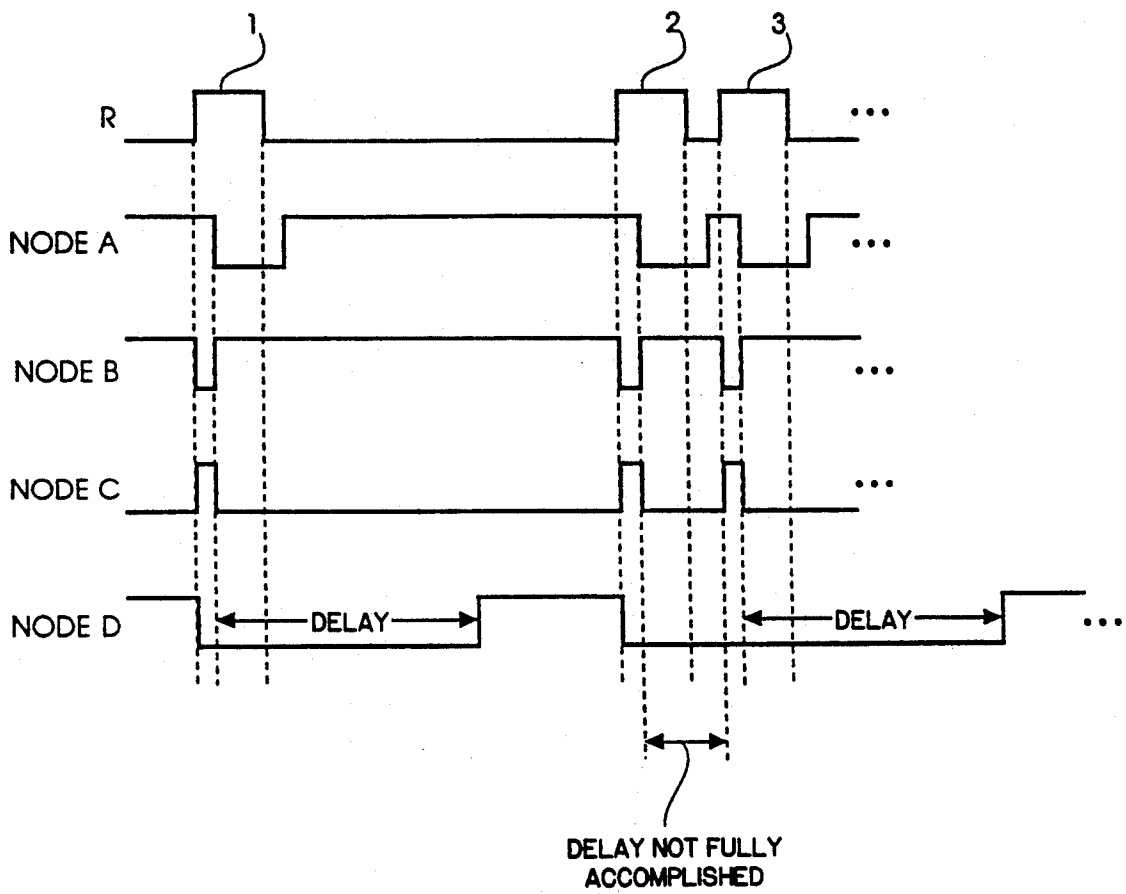 1
2
3
R
...
NODE A
...
NODE B
...
NODE C
...
NODE D
DELAY
DELAY
...
DELAY NOT FULLY
ACCOMPLISHED